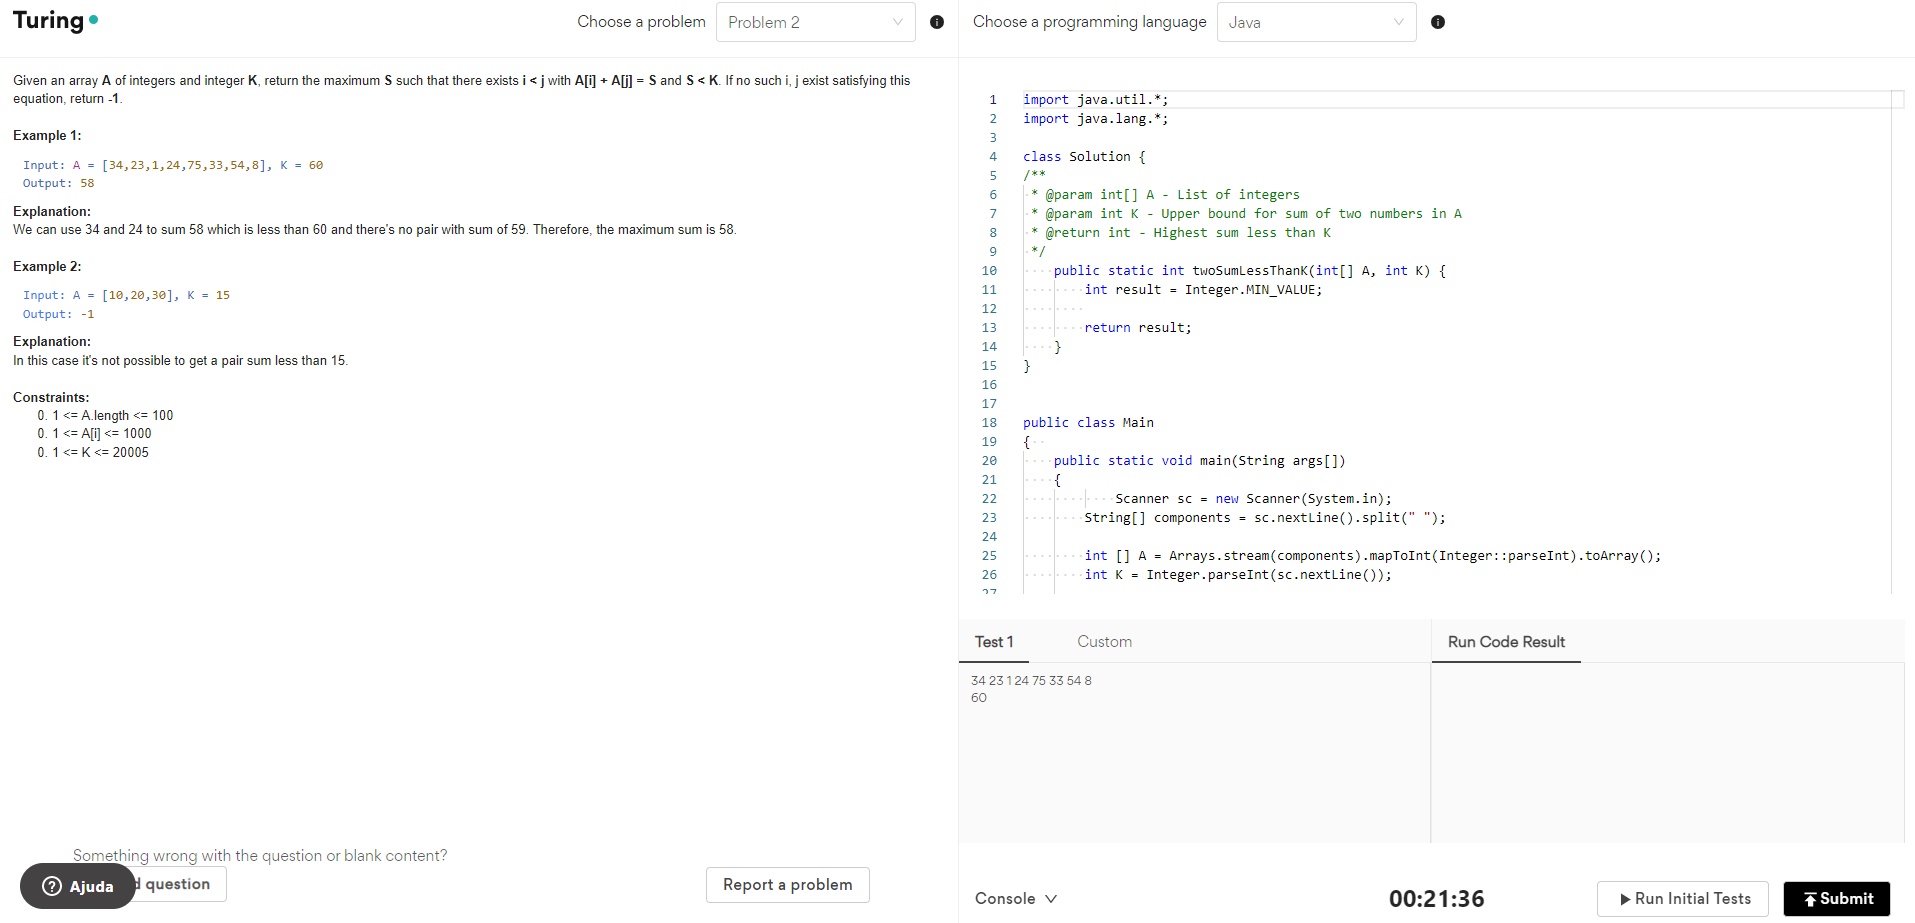 Turing
Choose a problem
Problem 2
Choose a programming language
Java
Given an array A of integers and integer K, return the maximum S such that there exists i < j with A[i] + A[j] = S and S < K. If no such i, j exist satisfying this
equation, return -1.
Example 1:
Input: A = [34,23,1,24,75,33,54,8], K = 60
Output: 58
Explanation:
We can use 34 and 24 to sum 58 which is less than 60 and there's no pair with sum of 59. Therefore, the maximum sum is 58.
Example 2:
Input: A = [10,20,30], K = 15
Output: -1
Explanation:
In this case it's not possible to get a pair sum less than 15.
Constraints:
0. 1 <= A.length <= 100
0. 1 <= A[i] <= 1000
0. 1 <= K <= 20005
Something wrong with the question or blank content?
Ajuda
question
Report a problem
1 import java.util.*;
2 import java.lang.*;
3
4 class Solution {
5 /**
6 * @param int[] A - List of integers
7 * @param int K - Upper bound for sum of two numbers in A
8 * @return int - Highest sum less than K
9 */
10 public static int twoSumLessThanK(int[] A, int K) {
11 int result = Integer.MIN_VALUE;
12
13 return result;
14 }
15 }
16
17
18 public class Main
19 {
20 public static void main(String args[])
21 {
22 Scanner sc = new Scanner(System.in);
23 String[] components = sc.nextLine().split(" ");
24
25 int [] A = Arrays.stream(components).mapToInt(Integer::parseInt).toArray();
26 int K = Integer.parseInt(sc.nextLine());
27
Test 1
Custom
Run Code Result
34 23 1 24 75 33 54 8
60
Console
00:21:36
Run Initial Tests
Submit